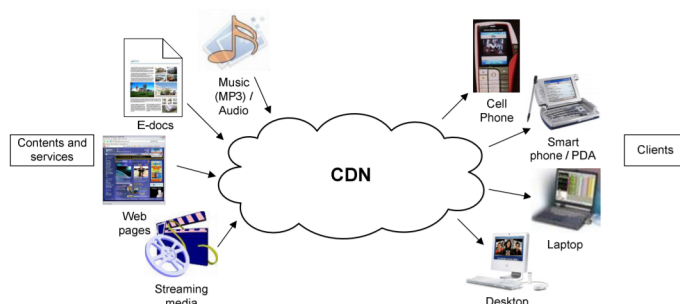 Music
(MP3) /
Audio
E-docs
Contents and
services
Web
pages
Streaming
media
CDN
Cell
Phone
Smart
phone / PDA
Laptop
Desktop
Clients